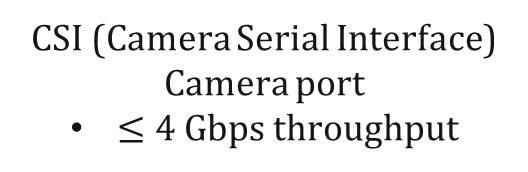 CSI (Camera Serial Interface)
Camera port
• ≤ 4 Gbps throughput